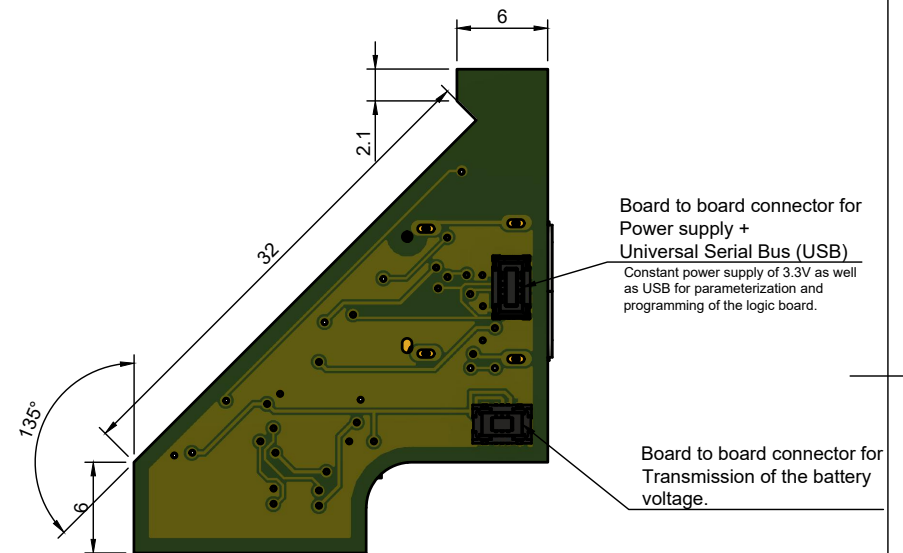 6
2.1
32
Board to board connector for
Power supply +
Universal Serial Bus (USB)
Constant power supply of 3.3V as well
as USB for parameterization and
programming of the logic board.
135°
6
Board to board connector for
Transmission of the battery
voltage.